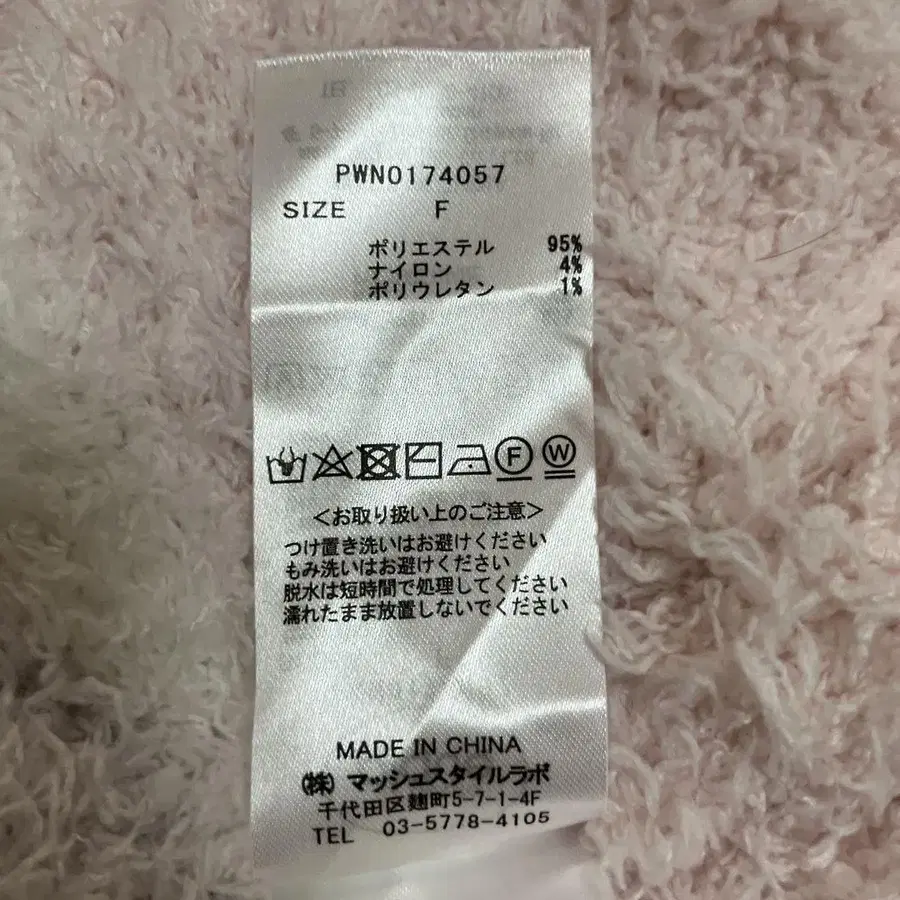 PWN0174057
SIZE F
ポリエステル 95%
ナイロン 4%
ポリウレタン 1%
F W
<お取り扱い上のご注意>
つけ置き洗いはお避けください
もみ洗いはお避けください
脱水は短時間で処理してください
濡れたまま放置しないでください
MADE IN CHINA
(株) マッシュスタイルラボ
千代田区麹町5-7-1-4F
TEL 03-5778-4105